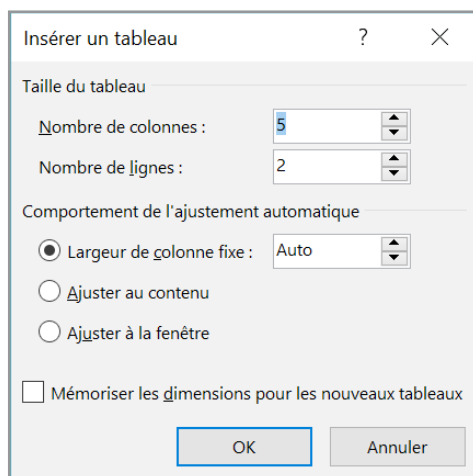 Insérer un tableau ?
Taille du tableau
Nombre de colonnes : 5
Nombre de lignes : 2
Comportement de l'ajustement automatique
Largeur de colonne fixe : Auto
Ajuster au contenu
Ajuster à la fenêtre
Mémoriser les dimensions pour les nouveaux tableaux
OK Annuler